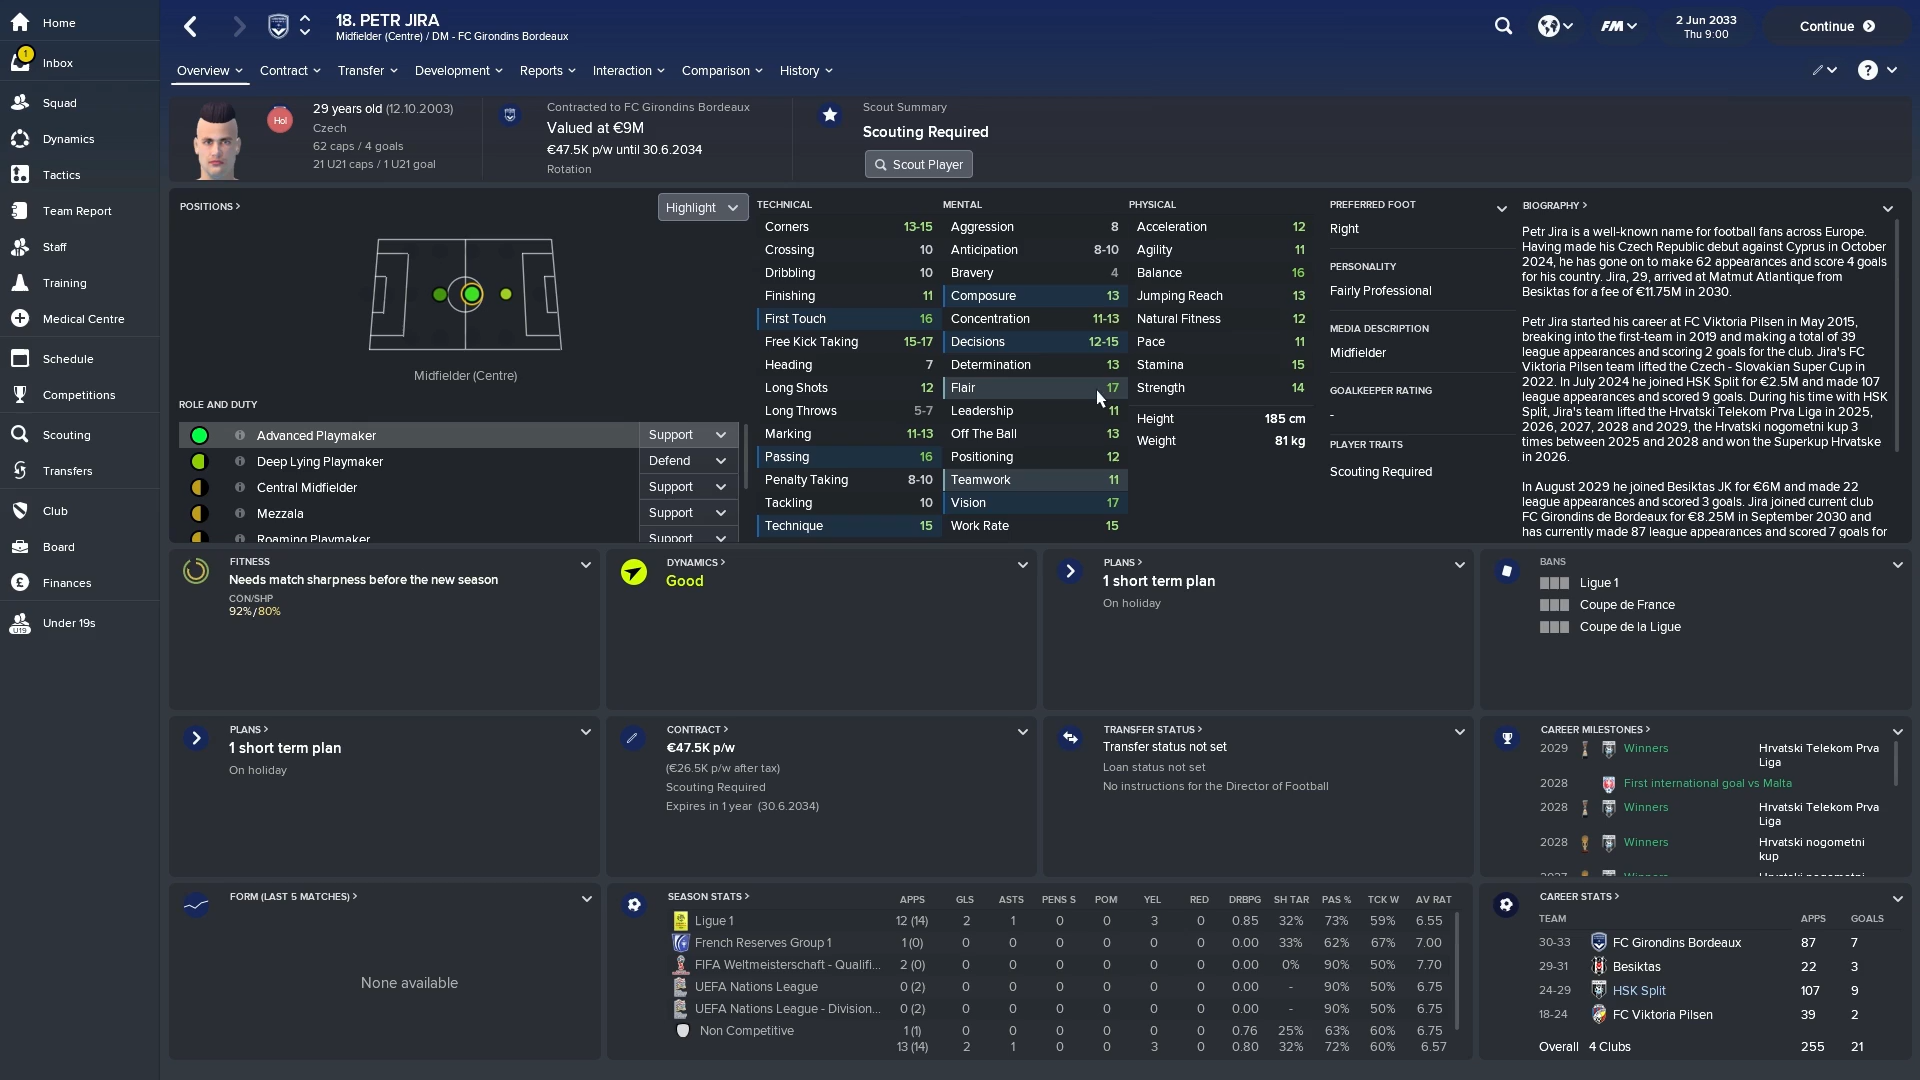 Home
Inbox
1
Squad
Dynamics
Tactics
Team Report
Staff
Training
Medical Centre
Schedule
Competitions
Scouting
Transfers
Club
Board
Finances
Under 19s
U19
18. PETR JIRA
Midfielder (Centre) / DM - FC Girondins Bordeaux
FM
2 Jun 2033
Thu 9:00
Continue
Overview
Contract
Transfer
Development
Reports
Interaction
Comparison
History
?
Hol
29 years old (12.10.2003)
Czech
62 caps / 4 goals
21 U21 caps / 1 U21 goal
Contracted to FC Girondins Bordeaux
Valued at €9M
€47.5K p/w until 30.6.2034
Rotation
Scout Summary
Scouting Required
Scout Player
POSITIONS >
Highlight
Midfielder (Centre)
ROLE AND DUTY
Advanced Playmaker Support
Deep Lying Playmaker Defend
Central Midfielder Support
Mezzala Support
Roaming Playmaker Support
TECHNICAL
Corners 13-15
Crossing 10
Dribbling 10
Finishing 11
First Touch 16
Free Kick Taking 15-17
Heading 7
Long Shots 12
Long Throws 5-7
Marking 11-13
Passing 16
Penalty Taking 8-10
Tackling 10
Technique 15
MENTAL
Aggression 8
Anticipation 8-10
Bravery 4
Composure 13
Concentration 11-13
Decisions 12-15
Determination 13
Flair 17
Leadership 11
Off The Ball 13
Positioning 12
Teamwork 11
Vision 17
Work Rate 15
PHYSICAL
Acceleration 12
Agility 11
Balance 16
Jumping Reach 13
Natural Fitness 12
Pace 11
Stamina 15
Strength 14
Height 185 cm
Weight 81 kg
PREFERRED FOOT
Right
PERSONALITY
Fairly Professional
MEDIA DESCRIPTION
Midfielder
GOALKEEPER RATING
-
PLAYER TRAITS
Scouting Required
BIOGRAPHY >
Petr Jira is a well-known name for football fans across Europe.
Having made his Czech Republic debut against Cyprus in October
2024, he has gone on to make 62 appearances and score 4 goals
for his country. Jira, 29, arrived at Matmut Atlantique from
Besiktas for a fee of €11.75M in 2030.
Petr Jira started his career at FC Viktoria Pilsen in May 2015,
breaking into the first-team in 2019 and making a total of 39
league appearances and scoring 2 goals for the club. Jira's FC
Viktoria Pilsen team lifted the Czech - Slovakian Super Cup in
2022. In July 2024 he joined HSK Split for €2.5M and made 107
league appearances and scored 9 goals. During his time with HSK
Split, Jira's team lifted the Hrvatski Telekom Prva Liga in 2025,
2026, 2027, 2028 and 2029, the Hrvatski nogometni kup 3
times between 2025 and 2028 and won the Superkup Hrvatske
in 2026.
In August 2029 he joined Besiktas JK for €6M and made 22
league appearances and scored 3 goals. Jira joined current club
FC Girondins de Bordeaux for €8.25M in September 2030 and
has currently made 87 league appearances and scored 7 goals for
FITNESS
Needs match sharpness before the new season
CON/SHP
92%/80%
DYNAMICS >
Good
PLANS >
1 short term plan
On holiday
BANS
Ligue 1
Coupe de France
Coupe de la Ligue
PLANS >
1 short term plan
On holiday
CONTRACT >
€47.5K p/w
(€26.5K p/w after tax)
Scouting Required
Expires in 1 year (30.6.2034)
TRANSFER STATUS >
Transfer status not set
Loan status not set
No instructions for the Director of Football
CAREER MILESTONES >
2029 Winners Hrvatski Telekom Prva
Liga
2028 First international goal vs Malta
2028 Winners Hrvatski Telekom Prva
Liga
2028 Winners Hrvatski nogometni
kup
2027 Winners Hrvatski nogometni
FORM (LAST 5 MATCHES) >
None available
SEASON STATS > APPS GLS ASTS PENS S POM YEL RED DRBPG SH TAR PAS % TCK W AV RAT
Ligue 1 12 (14) 2 1 0 0 3 0 0.85 32% 73% 59% 6.55
French Reserves Group 1 1 (0) 0 0 0 0 0 0 0.00 33% 62% 67% 7.00
FIFA Weltmeisterschaft - Qualifi... 2 (0) 0 0 0 0 0 0 0.00 0% 90% 50% 7.70
UEFA Nations League 0 (2) 0 0 0 0 0 0 0.00 - 90% 50% 6.75
UEFA Nations League - Division... 0 (2) 0 0 0 0 0 0 0.00 - 90% 50% 6.75
Non Competitive 1 (1) 0 0 0 0 0 0 0.76 25% 63% 60% 6.75
13 (14) 2 1 0 0 3 0 0.80 32% 72% 60% 6.57
CAREER STATS >
TEAM APPS GOALS
30-33 FC Girondins Bordeaux 87 7
29-31 Besiktas 22 3
24-29 HSK Split 107 9
18-24 FC Viktoria Pilsen 39 2
Overall 4 Clubs 255 21